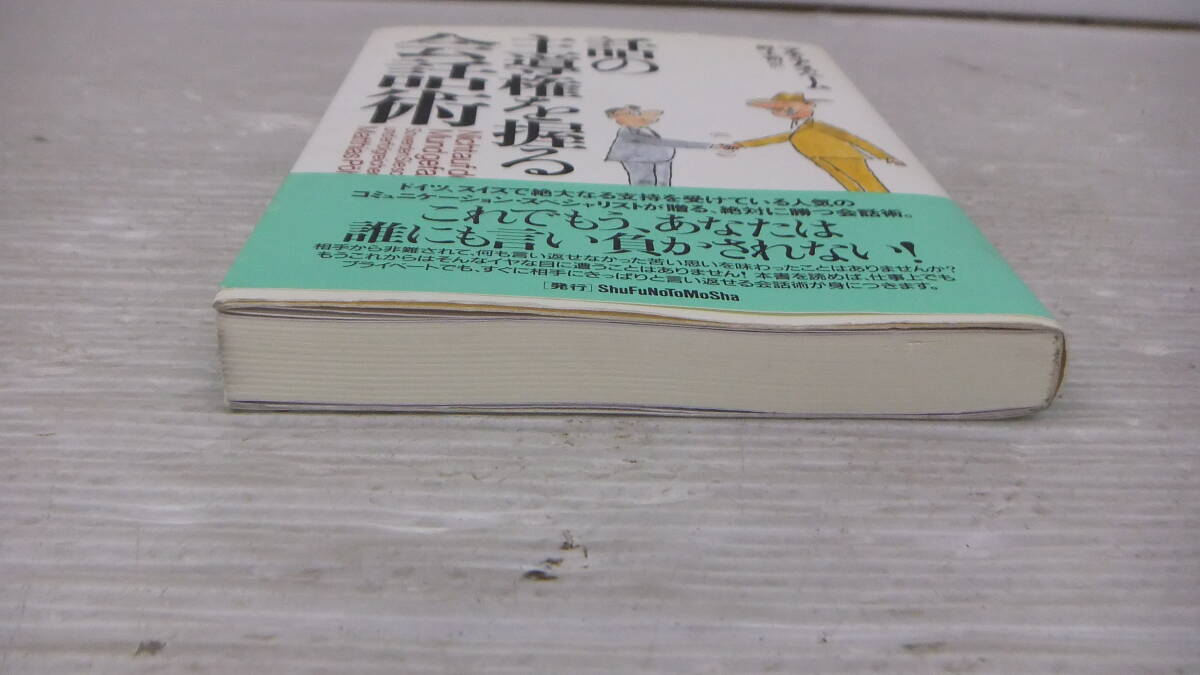 話の
主導権を握る
会話術
Nicht auf d
Mundgefa
Matthias Pö
ドイツ、スイスで絶大なる支持を受けている人気の
コミュニケーション・スペシャリストが贈る、絶対に勝つ会話術。
これでもう、あなたは
誰にも言い負かされない!
相手から非難されて、何も言い返せなかった苦い思いを味わったことはありませんか?
もうこれからはそんなイヤな目に遭うことはありません! 本書を読めば、仕事上でも
プライベートでも、すぐに相手にきっぱりと言い返せる会話術が身につきます。
[発行] ShuFuNoToMoSha